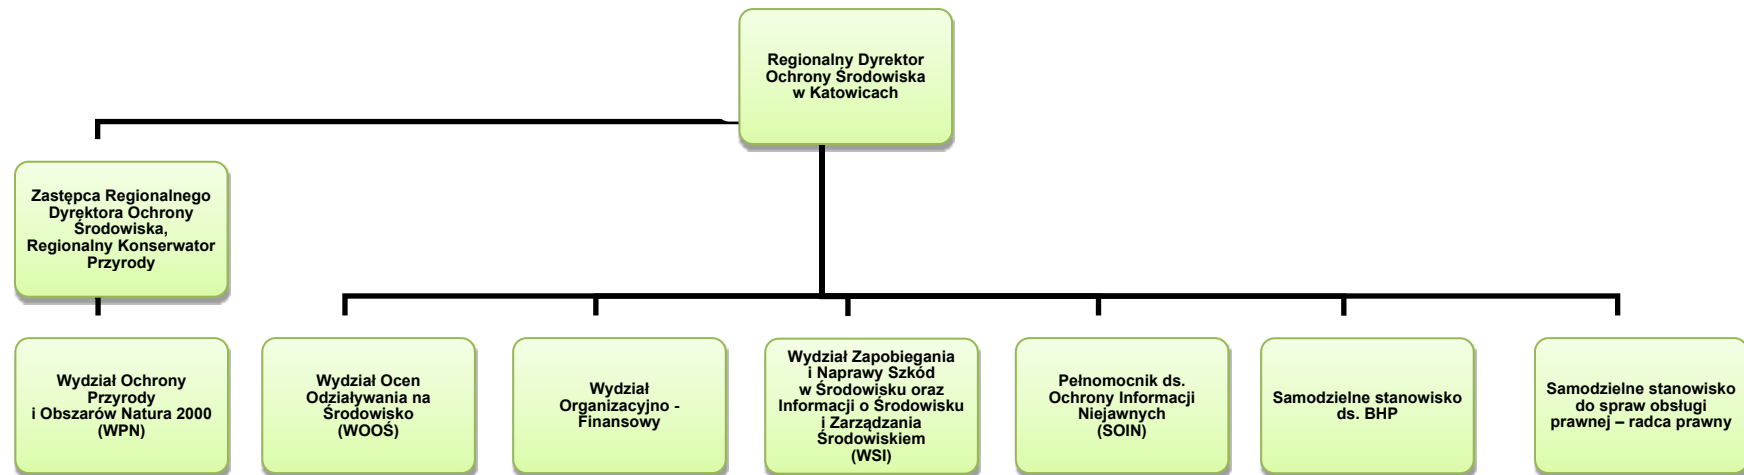 Regionalny Dyrektor
Ochrony Środowiska
w Katowicach
Zastępca Regionalnego
Dyrektora Ochrony
Środowiska,
Regionalny Konserwator
Przyrody
Wydział Ochrony
Przyrody
i Obszarów Natura 2000
(WPN)
Wydział Ocen
Odziaływania na
Środowisko
(WOOŚ)
Wydział
Organizacyjno -
Finansowy
Wydział Zapobiegania
i Naprawy Szkód
w Środowisku oraz
Informacji o Środowisku
i Zarządzania
Środowiskiem
(WSI)
Pełnomocnik ds.
Ochrony Informacji
Niejawnych
(SOIN)
Samodzielne stanowisko
ds. BHP
Samodzielne stanowisko
do spraw obsługi
prawnej – radca prawny